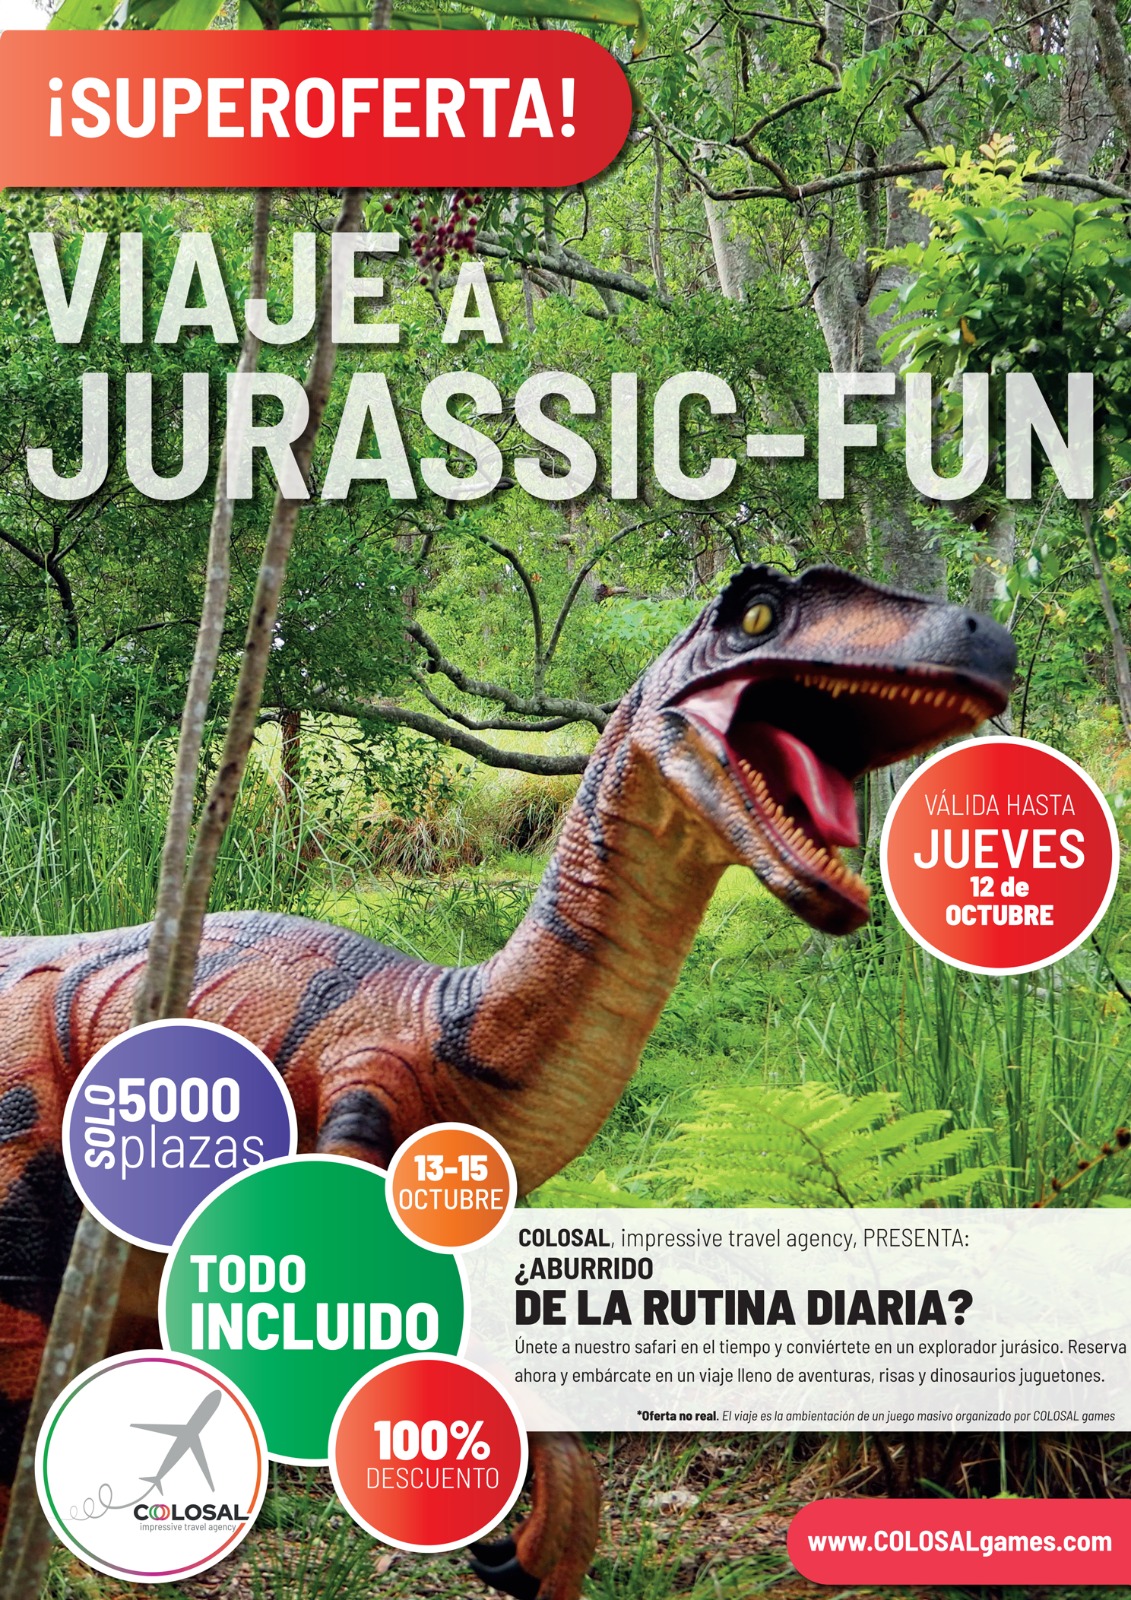 ¡SUPEROFERTA!
VIAJE A
JURASSIC-FUN
VÁLIDA HASTA
JUEVES
12 de
OCTUBRE
SOLO
5000
plazas
13-15
OCTUBRE
TODO
INCLUIDO
100%
DESCUENTO
COLOSAL, impressive travel agency, PRESENTA:
¿ABURRIDO
DE LA RUTINA DIARIA?
Únete a nuestro safari en el tiempo y conviértete en un explorador jurásico. Reserva
ahora y embárcate en un viaje lleno de aventuras, risas y dinosaurios juguetones.
*Oferta no real. El viaje es la ambientación de un juego masivo organizado por COLOSAL games
COLOSAL
impressive travel agency
www.COLOSALgames.com